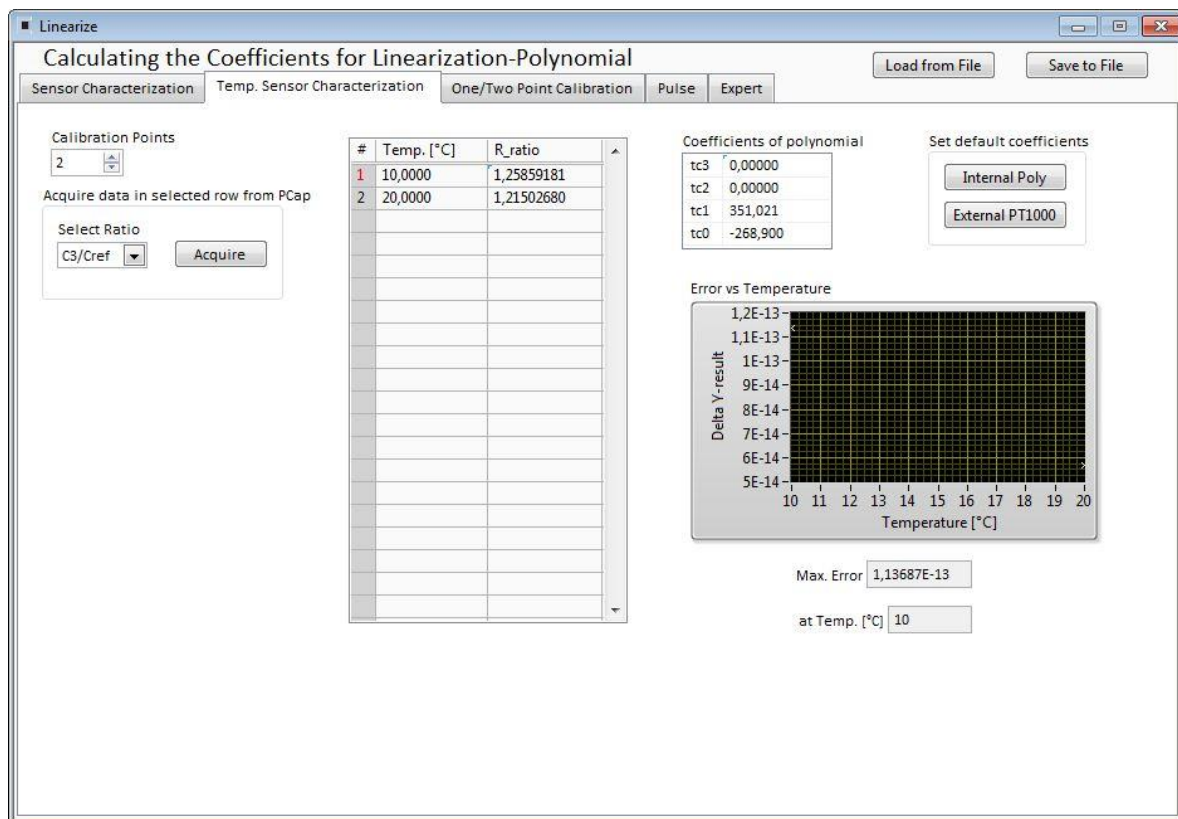 Linearize
Calculating the Coefficients for Linearization-Polynomial
Load from File
Save to File
Sensor Characterization
Temp. Sensor Characterization
One/Two Point Calibration
Pulse
Expert
Calibration Points
2
Acquire data in selected row from PCap
Select Ratio
C3/Cref
Acquire
# Temp. [°C] R_ratio
1 10,0000 1,25859181
2 20,0000 1,21502680
Coefficients of polynomial
tc3 0,00000
tc2 0,00000
tc1 351,021
tc0 -268,900
Set default coefficients
Internal Poly
External PT1000
Error vs Temperature
Delta Y-result
1,2E-13
1,1E-13
1E-13
9E-14
8E-14
7E-14
6E-14
5E-14
10 11 12 13 14 15 16 17 18 19 20
Temperature [°C]
Max. Error 1,13687E-13
at Temp. [°C] 10